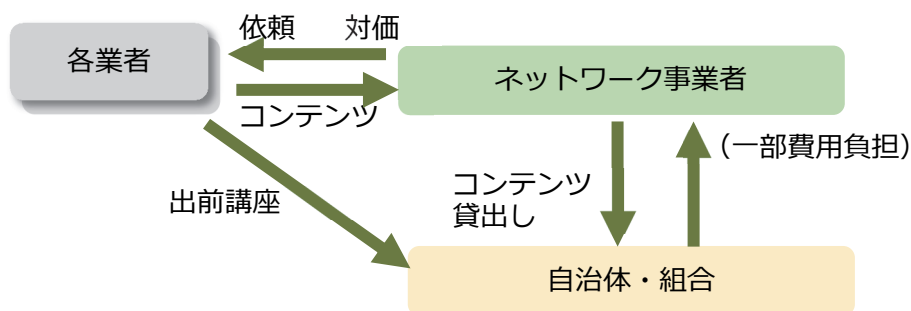 依頼 対価
各業者
ネットワーク事業者
コンテンツ
(一部費用負担)
出前講座
コンテンツ
貸出し
自治体・組合